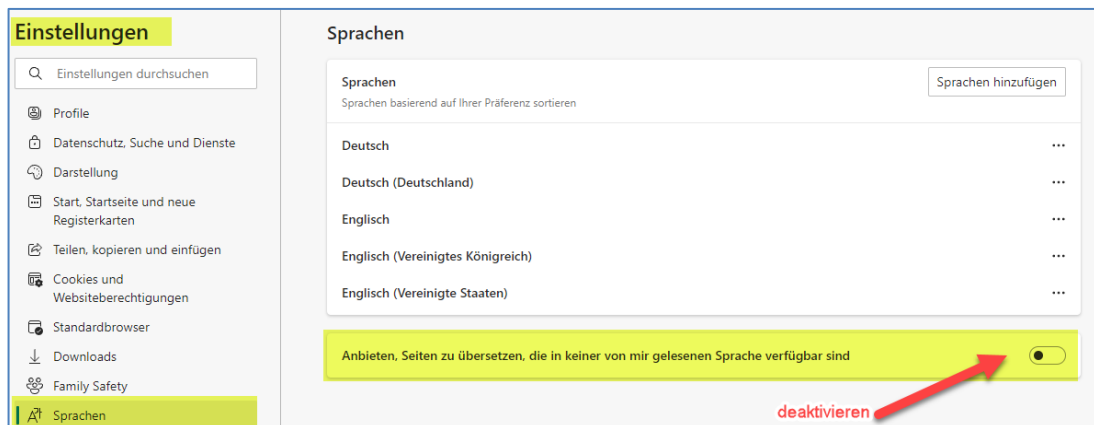 Einstellungen
Einstellungen durchsuchen
Profile
Datenschutz, Suche und Dienste
Darstellung
Start, Startseite und neue
Registerkarten
Teilen, kopieren und einfügen
Cookies und
Websiteberechtigungen
Standardbrowser
Downloads
Family Safety
Sprachen
Sprachen
Sprachen
Sprachen hinzufügen
Sprachen basierend auf Ihrer Präferenz sortieren
Deutsch
Deutsch (Deutschland)
Englisch
Englisch (Vereinigtes Königreich)
Englisch (Vereinigte Staaten)
Anbieten, Seiten zu übersetzen, die in keiner von mir gelesenen Sprache verfügbar sind
deaktivieren